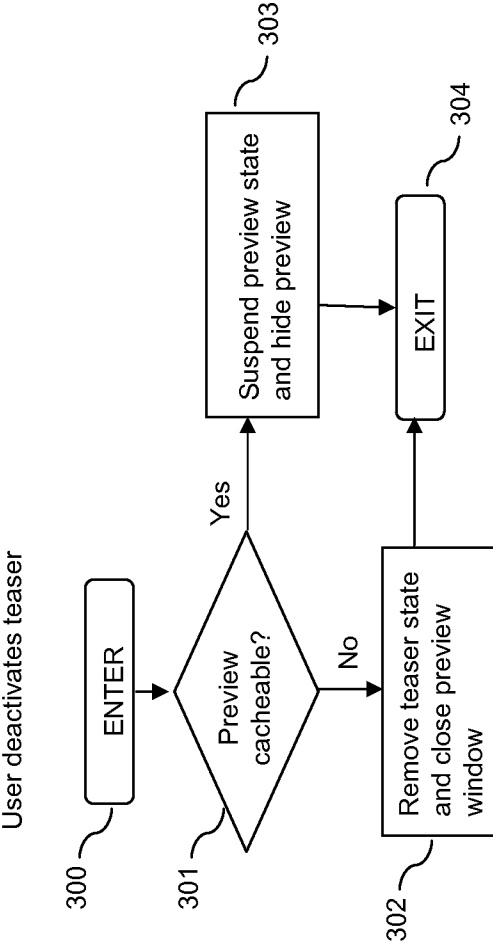 User deactivates teaser
300
ENTER
301
Preview
cacheable?
Yes
303
Suspend preview state
and hide preview
No
302
Remove teaser state
and close preview
window
304
EXIT